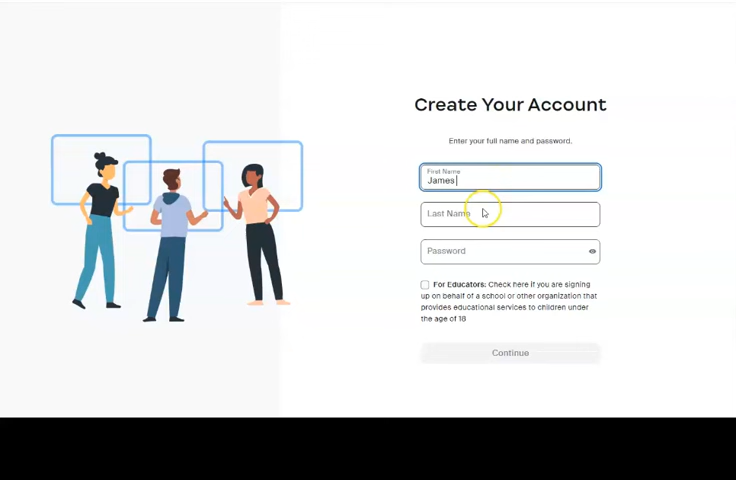 Create Your Account
Enter your full name and password.
First Name
James
Last Name
Password
For Educators: Check here if you are signing
up on behalf of a school or other organization that
provides educational services to children under
the age of 18
Continue